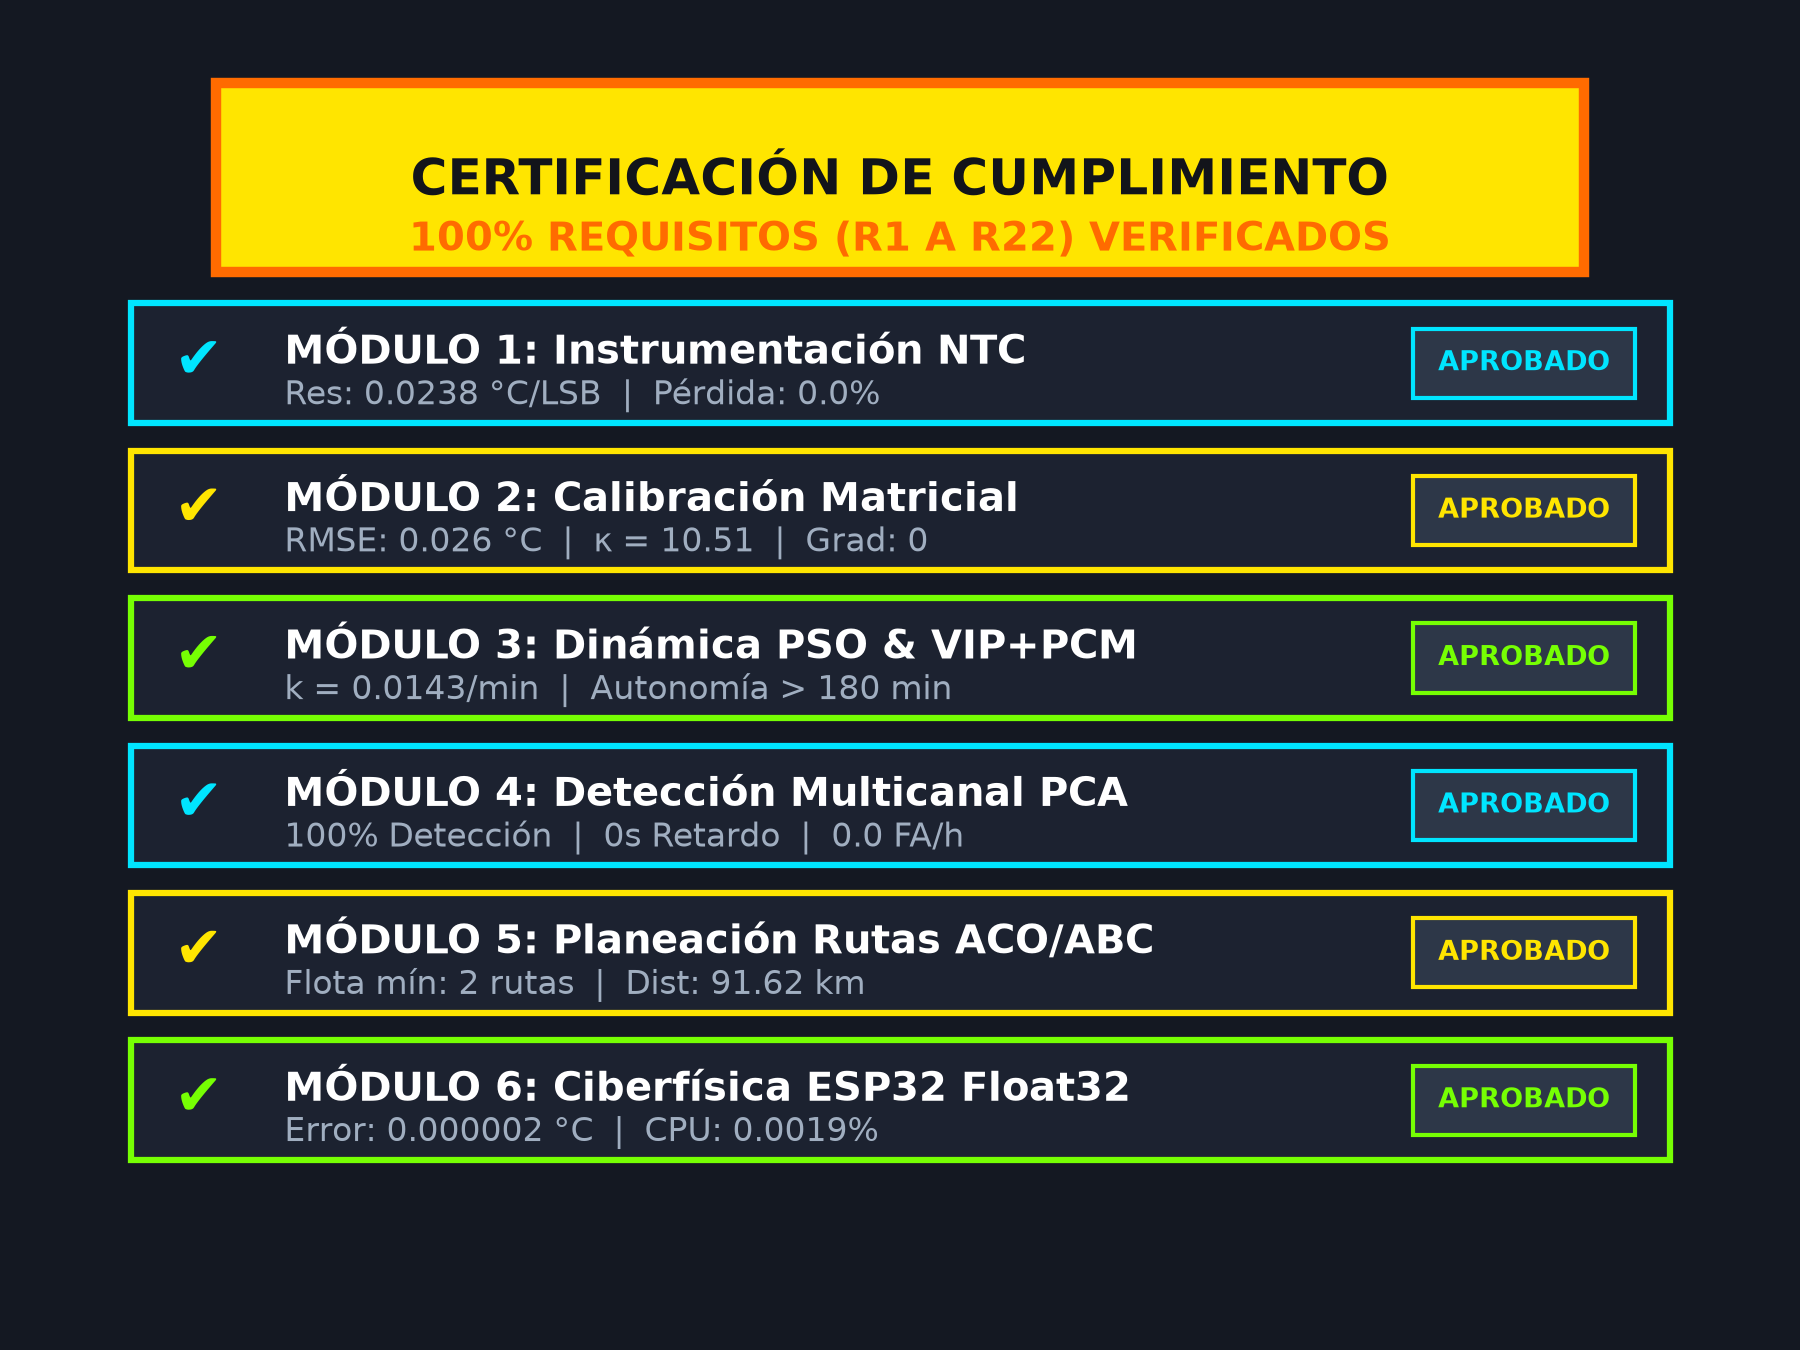 CERTIFICACIÓN DE CUMPLIMIENTO
100% REQUISITOS (R1 A R22) VERIFICADOS
✔ MÓDULO 1: Instrumentación NTC
Res: 0.0238 °C/LSB | Pérdida: 0.0%
APROBADO
✔ MÓDULO 2: Calibración Matricial
RMSE: 0.026 °C | κ = 10.51 | Grad: 0
APROBADO
✔ MÓDULO 3: Dinámica PSO & VIP+PCM
k = 0.0143/min | Autonomía > 180 min
APROBADO
✔ MÓDULO 4: Detección Multicanal PCA
100% Detección | 0s Retardo | 0.0 FA/h
APROBADO
✔ MÓDULO 5: Planeación Rutas ACO/ABC
Flota mín: 2 rutas | Dist: 91.62 km
APROBADO
✔ MÓDULO 6: Ciberfísica ESP32 Float32
Error: 0.000002 °C | CPU: 0.0019%
APROBADO